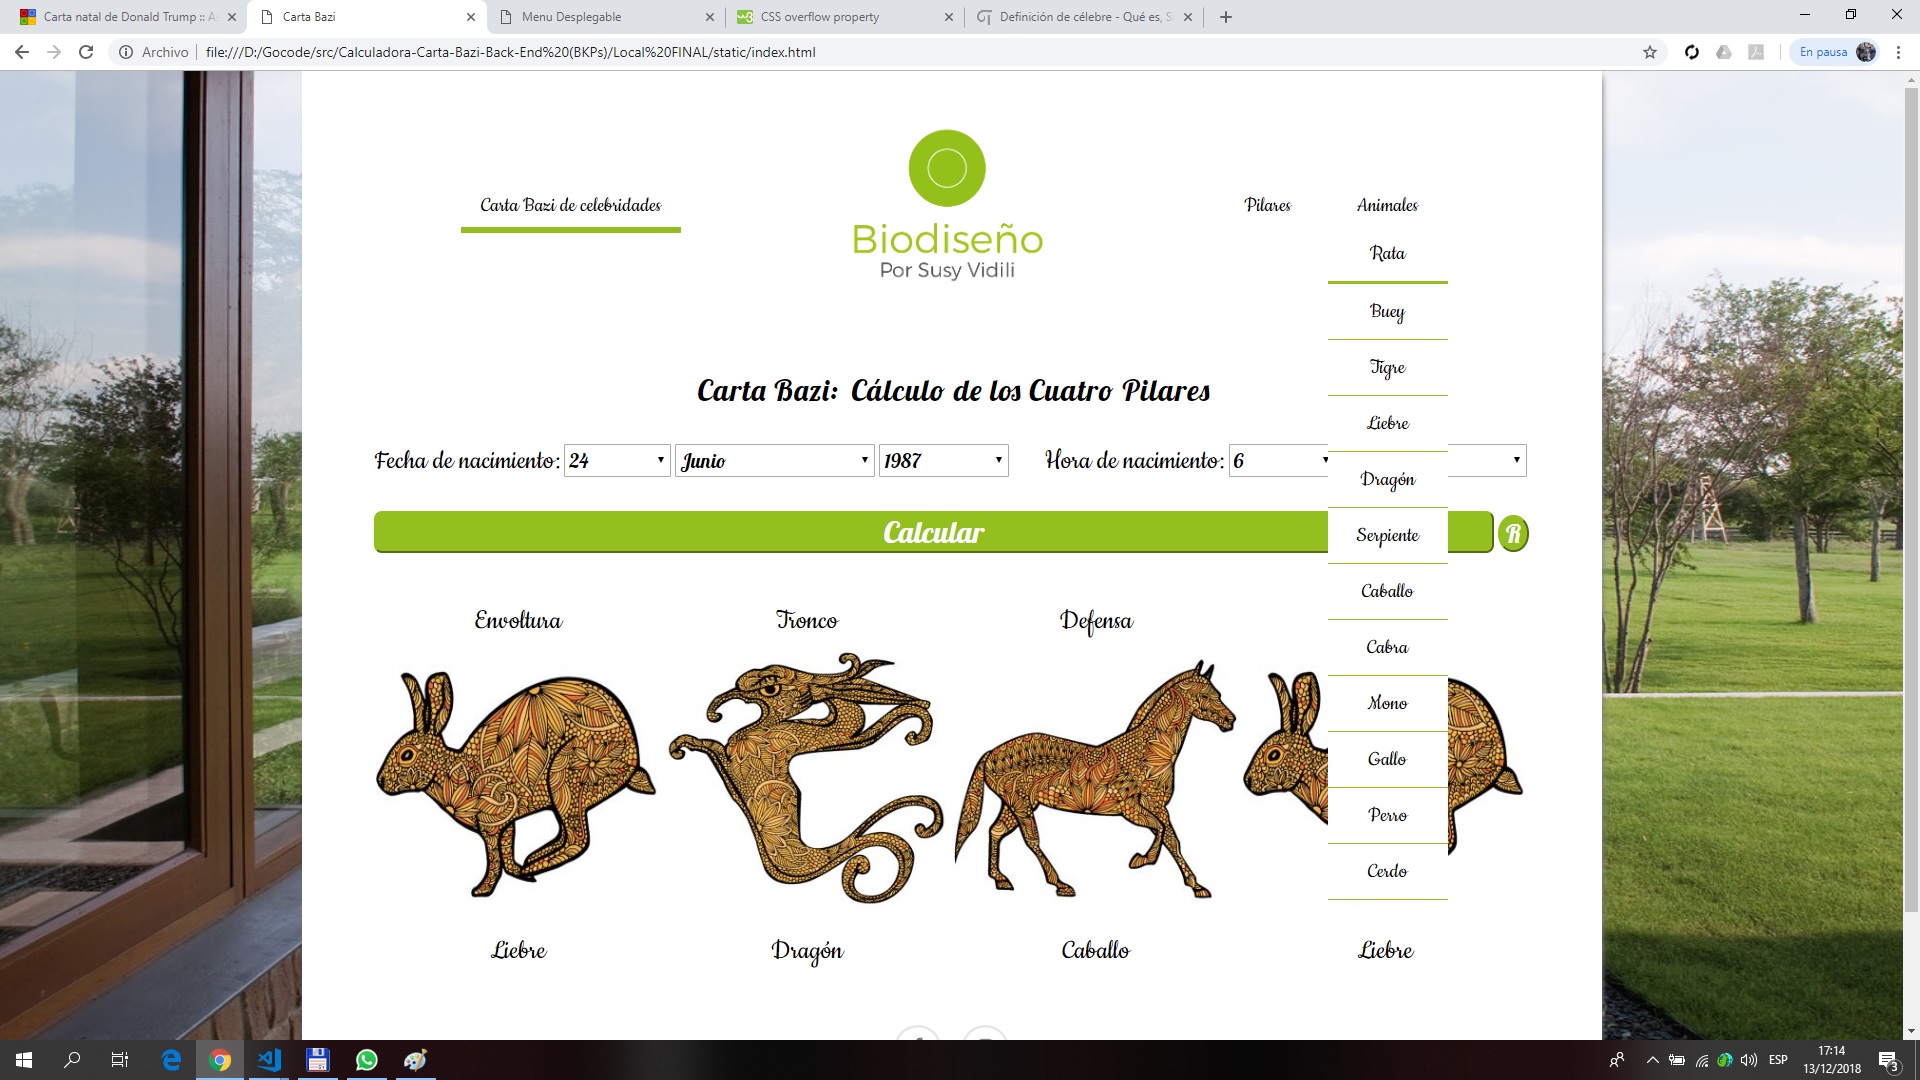 Carta natal de Donald Trump :: As
Carta Bazi
Menu Desplegable
CSS overflow property
Definición de célebre - Qué es, Si
Archivo
file:///D:/Gocode/src/Calculadora-Carta-Bazi-Back-End%20(BKPs)/Local%20FINAL/static/index.html
En pausa
Carta Bazi de celebridades
Biodiseño
Por Susy Vidili
Pilares
Animales
Rata
Buey
Tigre
Liebre
Dragón
Serpiente
Caballo
Cabra
Mono
Gallo
Perro
Cerdo
Carta Bazi: Cálculo de los Cuatro Pilares
Fecha de nacimiento: 24 Junio 1987 Hora de nacimiento: 6
Calcular R
Envoltura Tronco Defensa
Liebre Dragón Caballo Liebre
ESP
17:14
13/12/2018
3